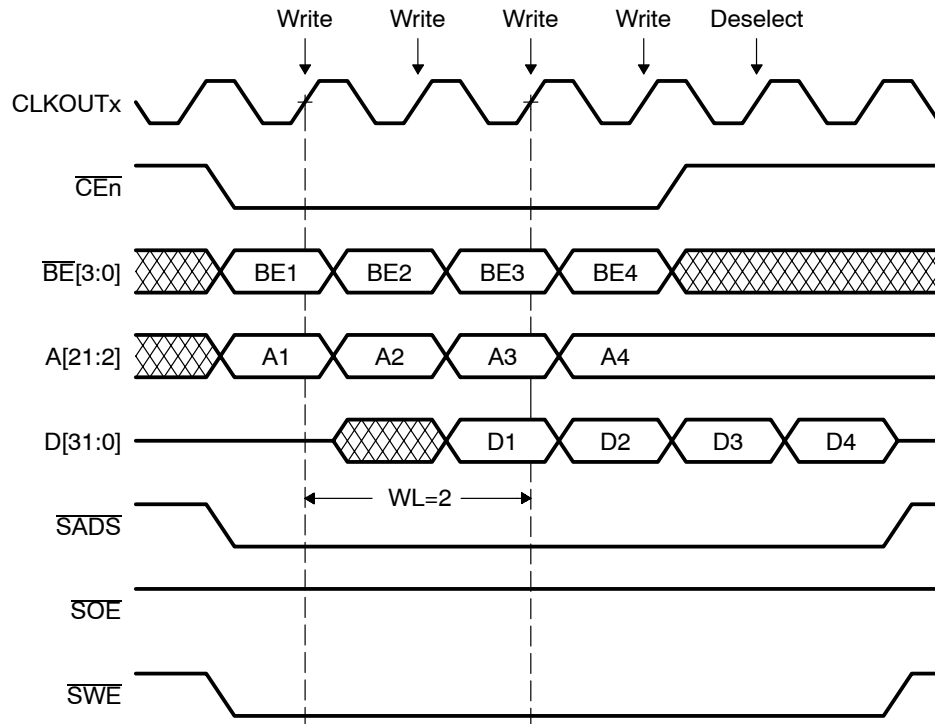 Write Write Write Write Deselect
CLKOUTx
CEn
BE[3:0] BE1 BE2 BE3 BE4
A[21:2] A1 A2 A3 A4
D[31:0] D1 D2 D3 D4
WL=2
SADS
SOE
SWE